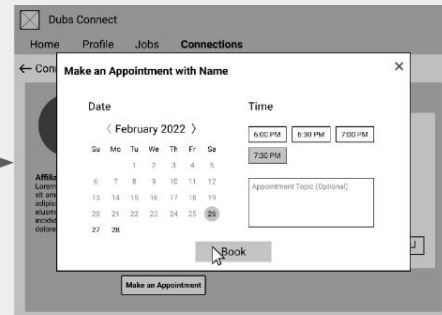 Dubs Connect
Home Profile Jobs Connections
← Con
Make an Appointment with Name
×
Date
Time
〈 February 2022 〉
Su Mo Tu We Th Fr Sa
1 2 3 4 5
6 7 8 9 10 11 12
13 14 15 16 17 18 19
20 21 22 23 24 25 26
27 28
6:00 PM 6:30 PM 7:00 PM
7:30 PM
Appointment Topic (Optional)
Affilia
Lorem
sit am
adipis
eiusm
incidid
dolore
Book
Make an Appointment